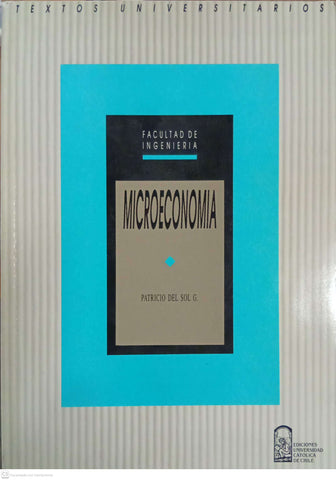 TEXTOS UNIVERSITARIOS
FACULTAD DE
INGENIERIA
MICROECONOMIA
PATRICIO DEL SOL G.
EDICIONES
UNIVERSIDAD
CATOLICA
DE CHILE